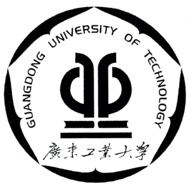 GUANGDONG UNIVERSITY OF TECHNOLOGY
廣東工業大學